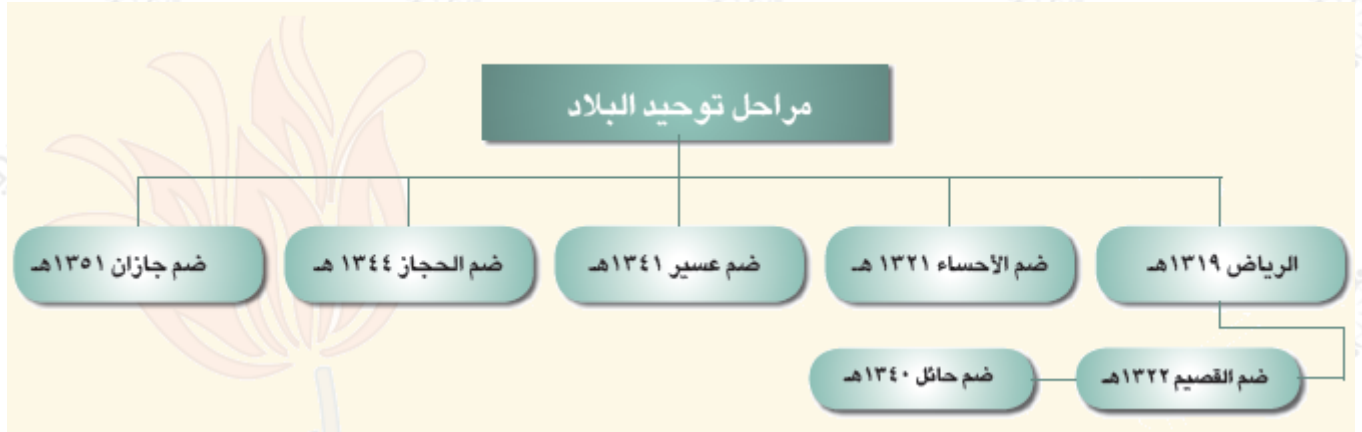 مراحل توحيد البلاد
الرياض ١٣١٩هـ
ضم الأحساء ١٣٢١ هـ
ضم عسير ١٣٤١هـ
ضم الحجاز ١٣٤٤ هـ
ضم جازان ١٣٥١هـ
ضم القصيم ١٣٢٢هـ
ضم حائل ١٣٤٠هـ